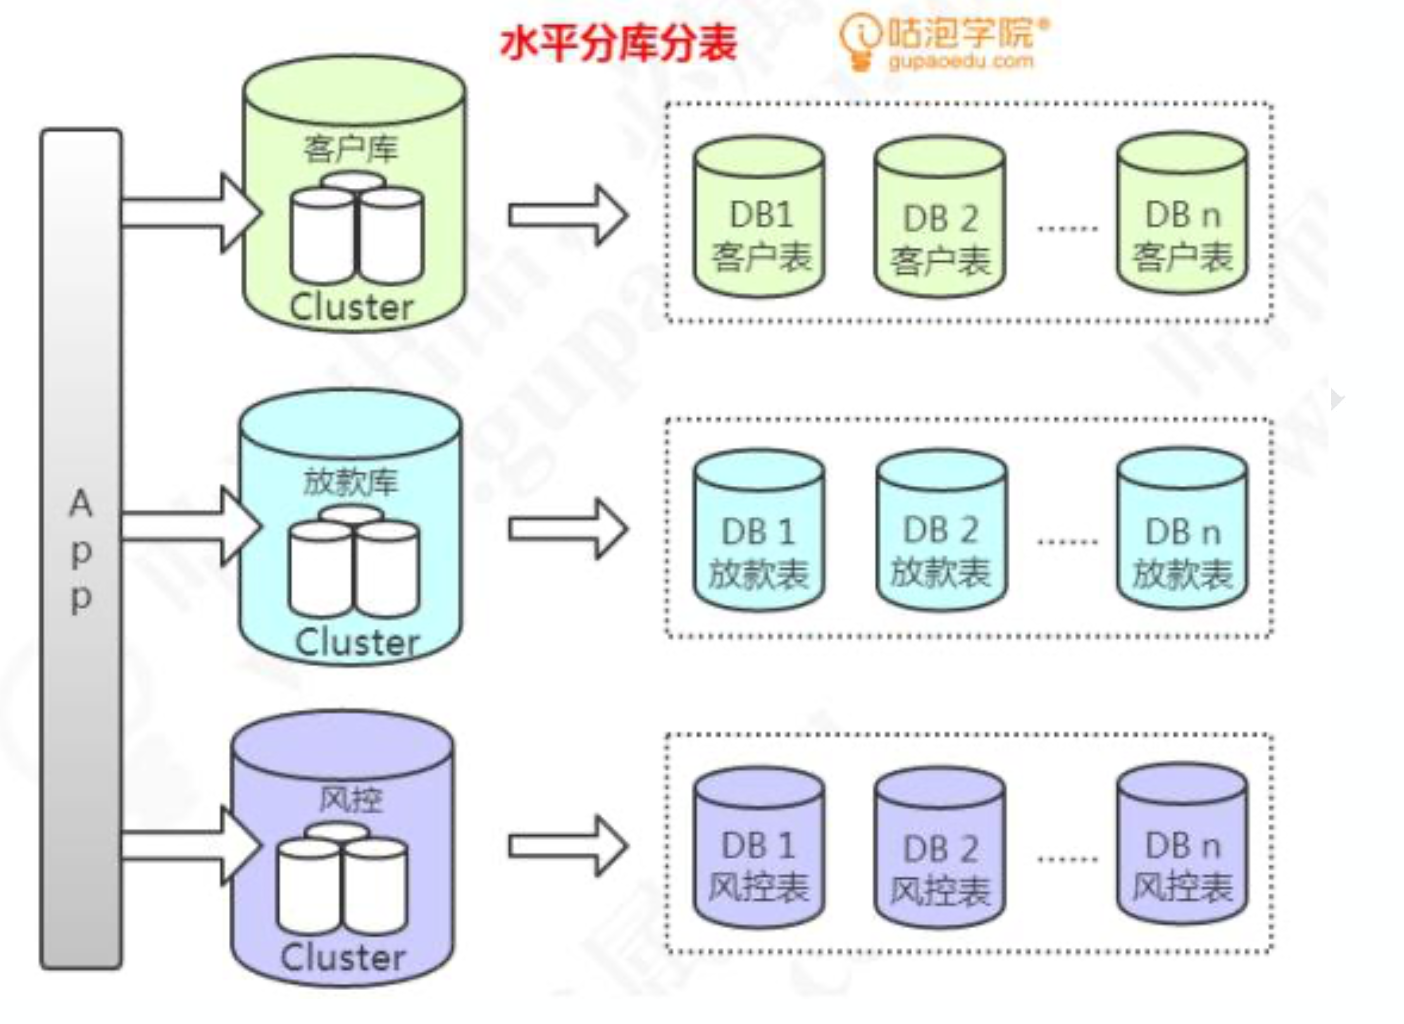 水平分库分表
咕泡学院®
gupaoedu.com
App
客户库
Cluster
DB1
客户表
DB 2
客户表
......
DB n
客户表
放款库
Cluster
DB 1
放款表
DB 2
放款表
......
DB n
放款表
风控
Cluster
DB 1
风控表
DB 2
风控表
......
DB n
风控表